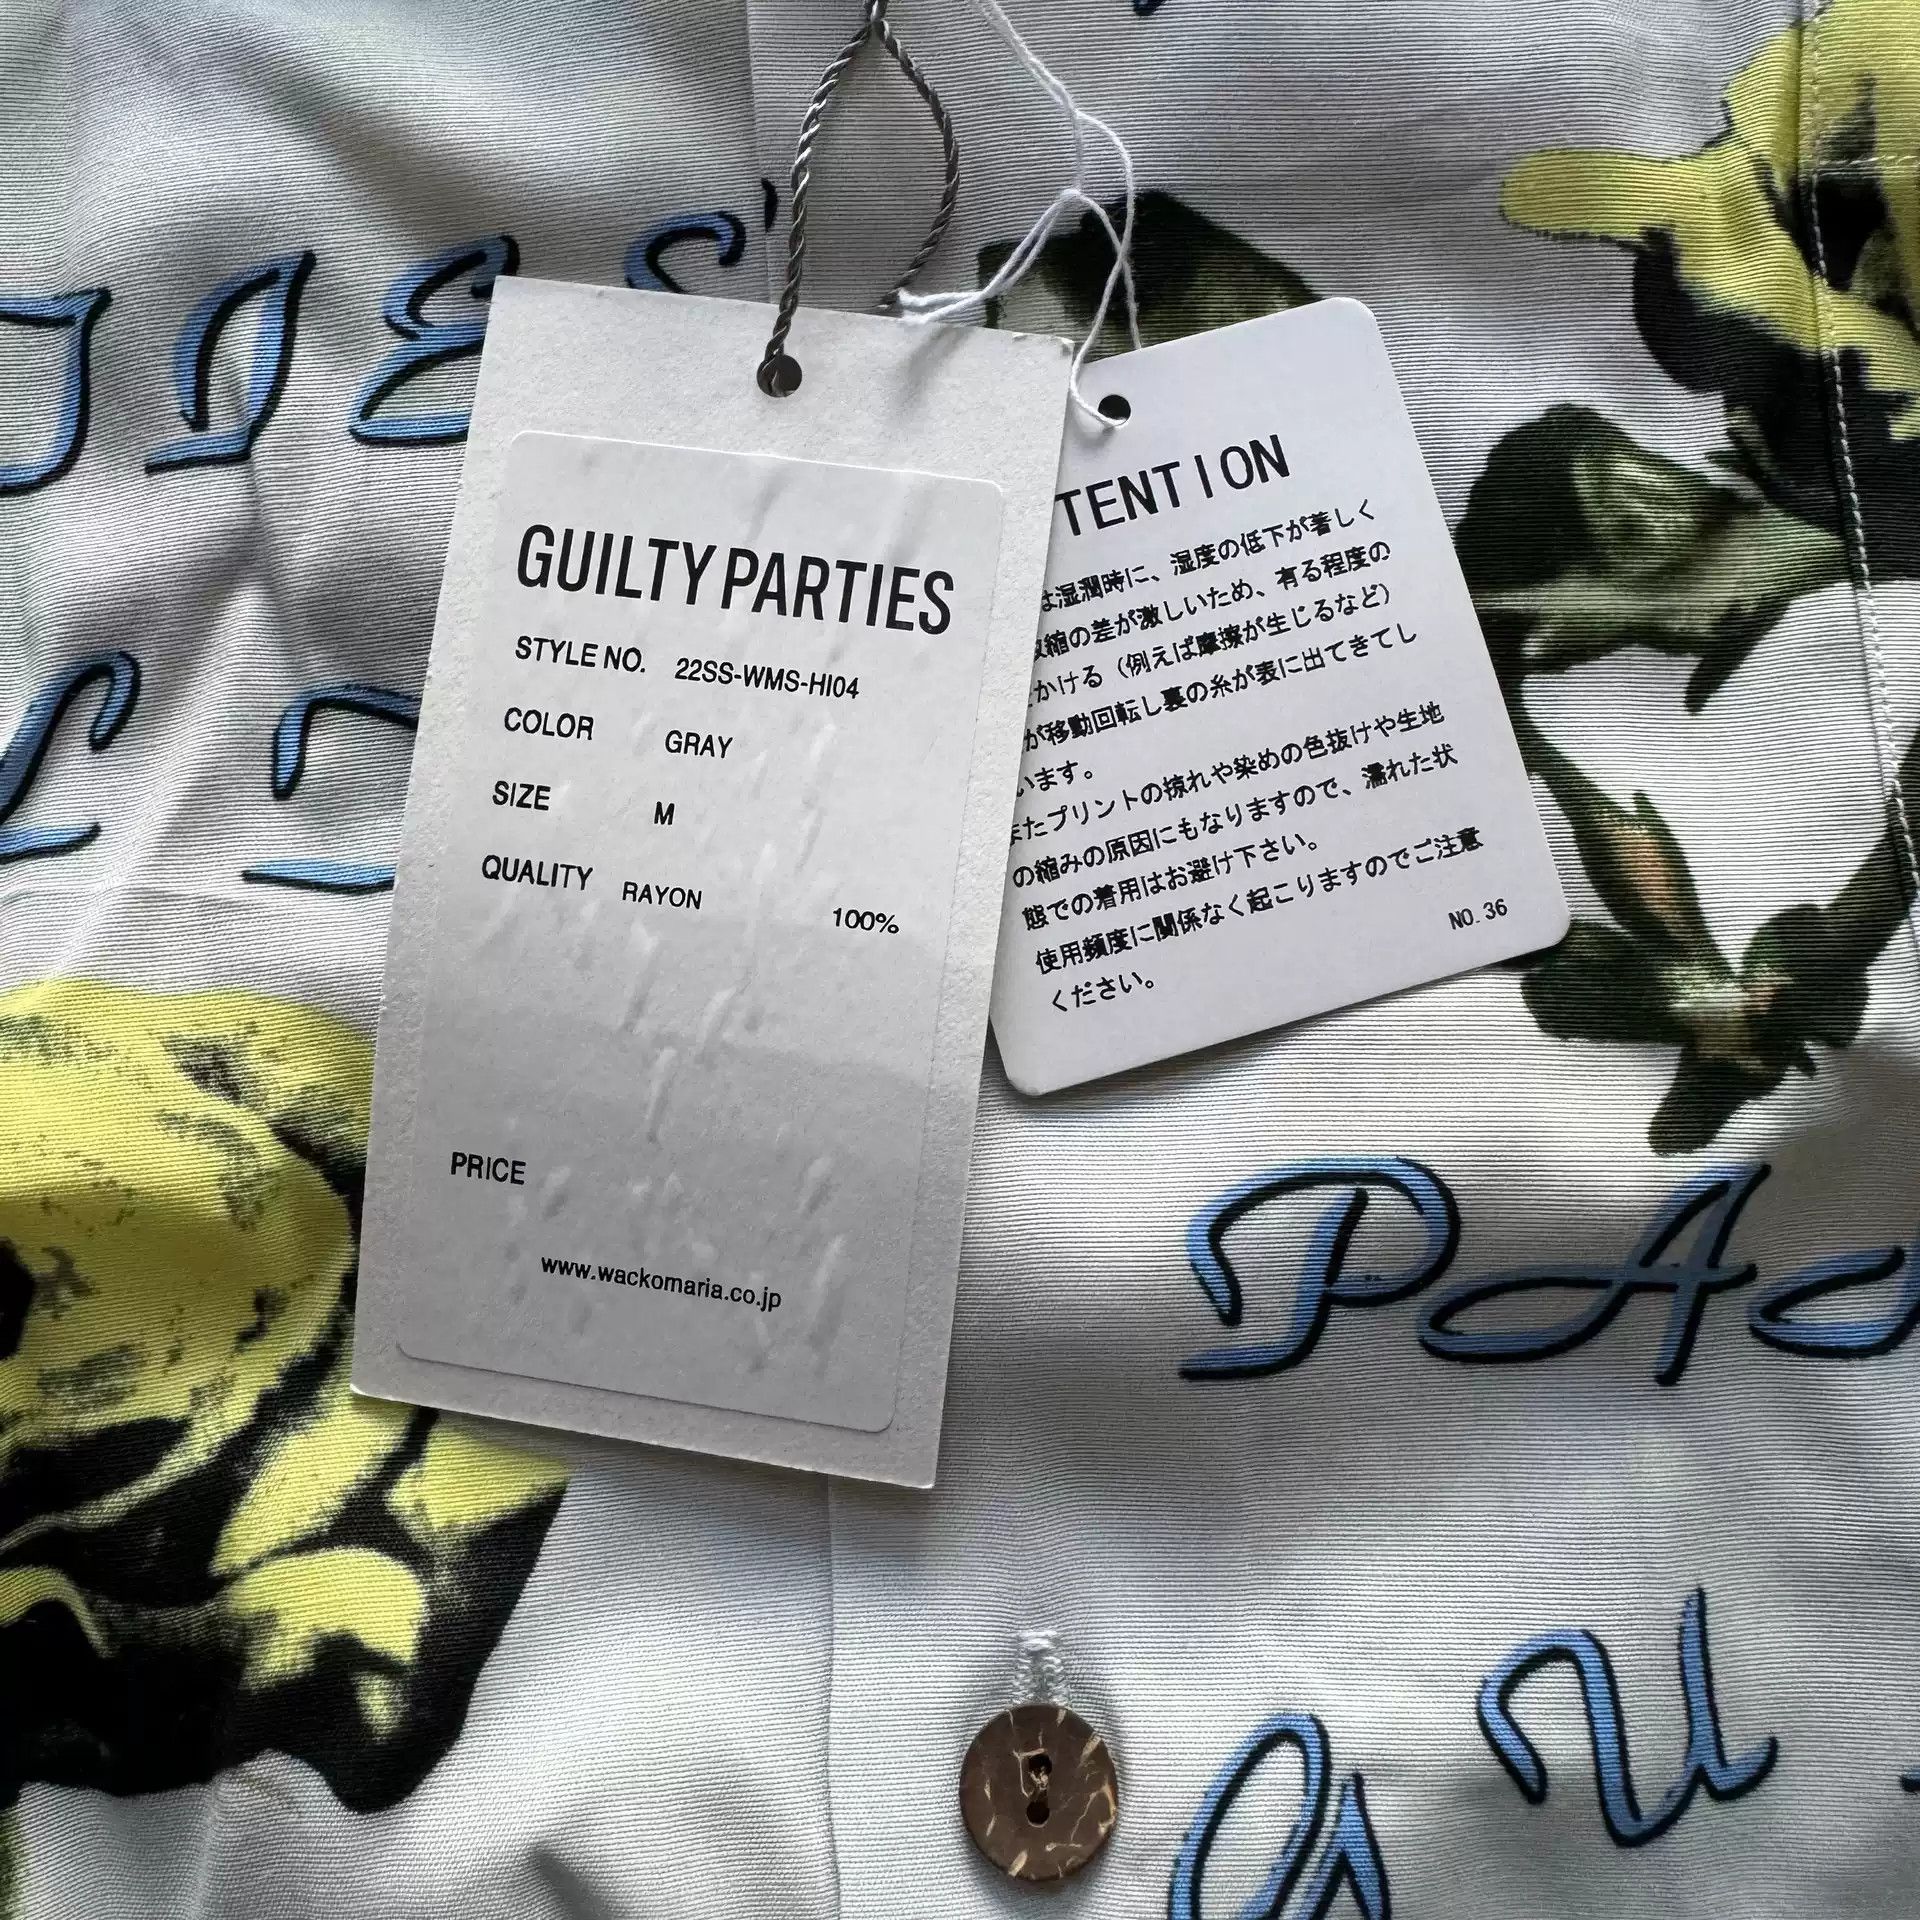 GUILTY PARTIES
STYLE NO. 22SS-WMS-HI04
COLOR GRAY
SIZE M
QUALITY RAYON 100%
PRICE
www.wackomaria.co.jp
TENTION
は湿潤時に、湿度の低下が著しく
縮の差が激しいため、有る程度の
かける（例えば摩擦が生じるなど）
が移動回転し裏の糸が表に出てきてし
います。
またプリントの掠れや染めの色抜けや生地
の縮みの原因にもなりますので、濡れた状
態での着用はお避け下さい。
使用頻度に関係なく起こりますのでご注意
ください。
NO.36
TIES'
PAR
GU